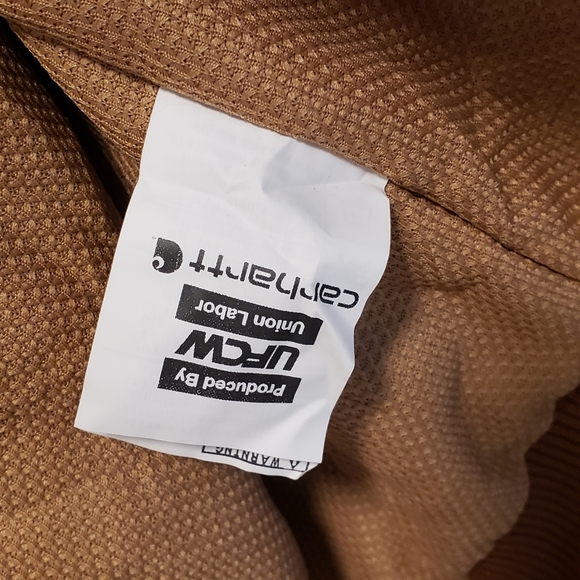 Produced By
UFCW
Union Labor
carhartt
A WARNING